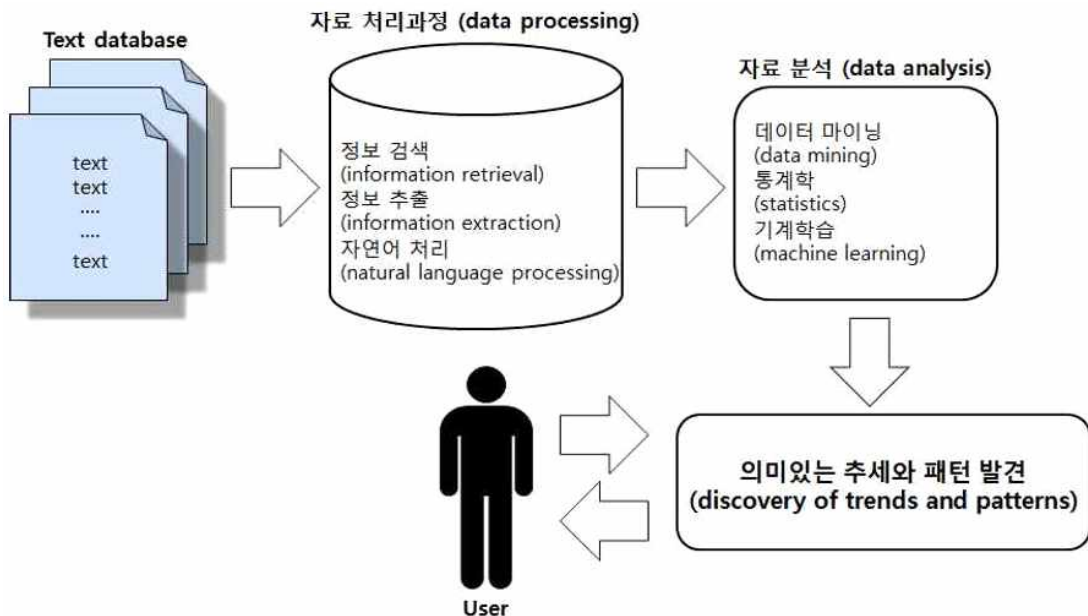 Text database
text
text
....
....
text
자료 처리과정 (data processing)
정보 검색
(information retrieval)
정보 추출
(information extraction)
자연어 처리
(natural language processing)
자료 분석 (data analysis)
데이터 마이닝
(data mining)
통계학
(statistics)
기계학습
(machine learning)
의미있는 추세와 패턴 발견
(discovery of trends and patterns)
User